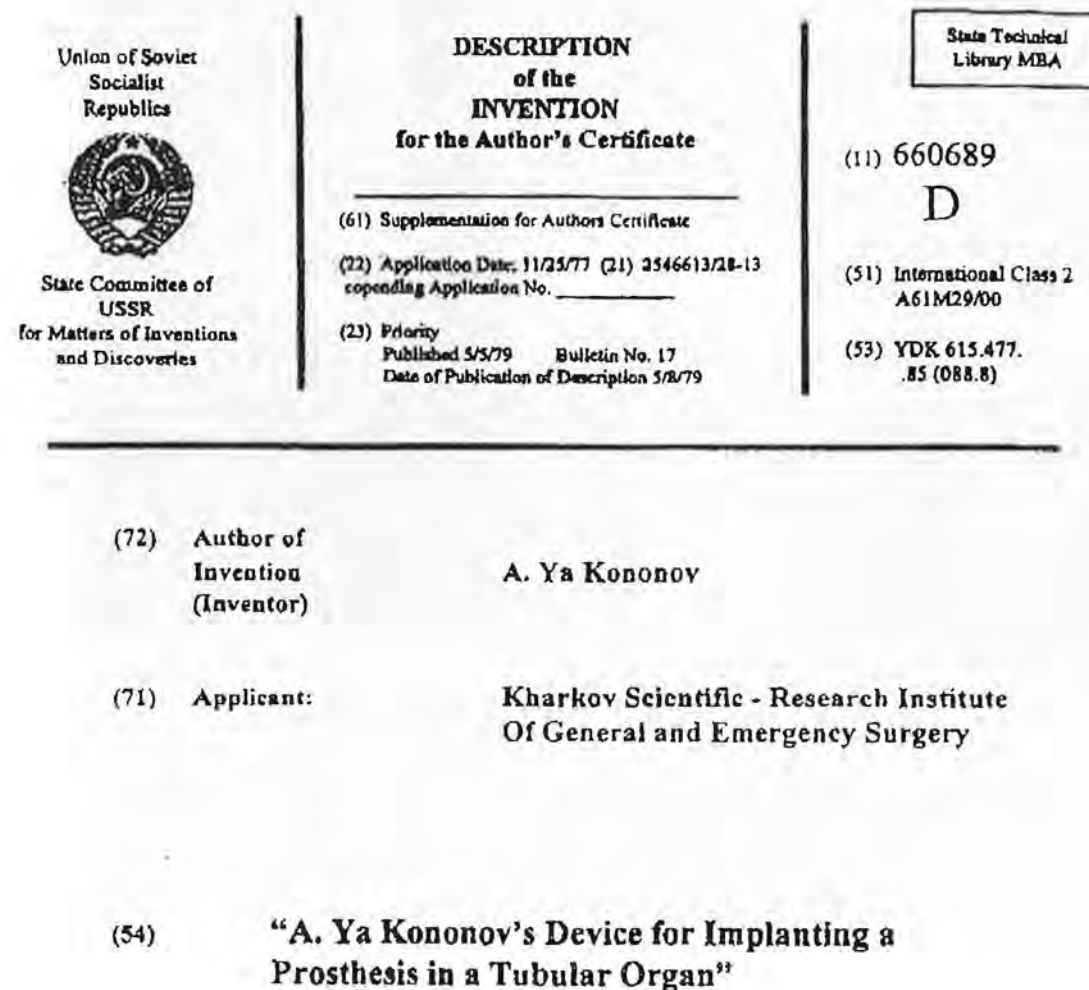 Union of Soviet
Socialist
Republics
State Committee of
USSR
for Matters of Inventions
and Discoveries
DESCRIPTION
of the
INVENTION
for the Author's Certificate
(61) Supplementation for Authors Certificate
(22) Application Date: 11/25/77 (21) 2546613/28-13
copending Application No. ____________
(23) Priority
Published 5/5/79 Bulletin No. 17
Date of Publication of Description 5/8/79
State Technical
Library MBA
(11) 660689
D
(51) International Class 2
A61M29/00
(53) YDK 615.477.
.85 (088.8)
(72) Author of
Invention
(Inventor)
A. Ya Kononov
(71) Applicant:
Kharkov Scientific - Research Institute
Of General and Emergency Surgery
(54) "A. Ya Kononov's Device for Implanting a
Prosthesis in a Tubular Organ"